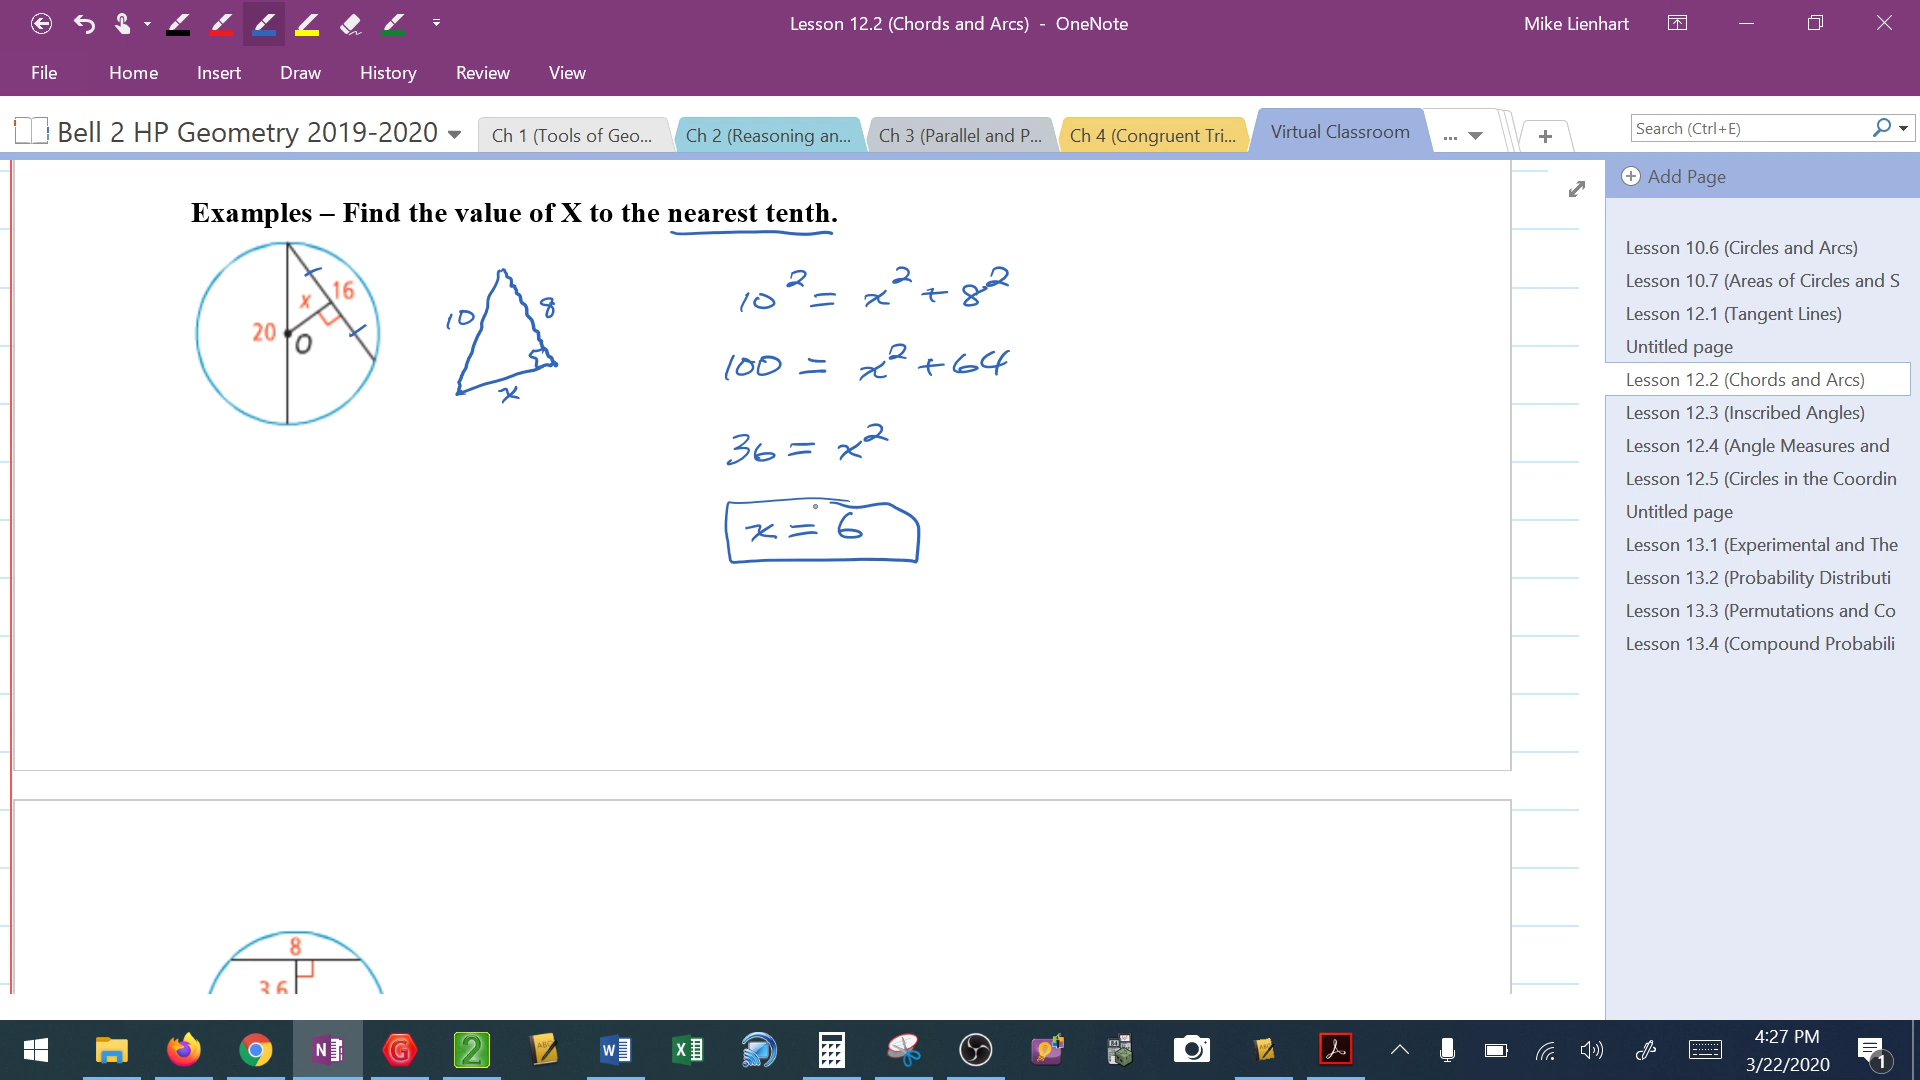 Lesson 12.2 (Chords and Arcs) - OneNote
Mike Lienhart
File Home Insert Draw History Review View
Bell 2 HP Geometry 2019-2020
Ch 1 (Tools of Geo... Ch 2 (Reasoning an... Ch 3 (Parallel and P... Ch 4 (Congruent Tri... Virtual Classroom ... +
Search (Ctrl+E)
Add Page
Examples – Find the value of X to the nearest tenth.
16
x
20
O
10
8
x
10² = x² + 8²
100 = x² + 64
36 = x²
x = 6
8
3.6
Lesson 10.6 (Circles and Arcs)
Lesson 10.7 (Areas of Circles and S
Lesson 12.1 (Tangent Lines)
Untitled page
Lesson 12.2 (Chords and Arcs)
Lesson 12.3 (Inscribed Angles)
Lesson 12.4 (Angle Measures and
Lesson 12.5 (Circles in the Coordin
Untitled page
Lesson 13.1 (Experimental and The
Lesson 13.2 (Probability Distributi
Lesson 13.3 (Permutations and Co
Lesson 13.4 (Compound Probabili
4:27 PM
3/22/2020
1